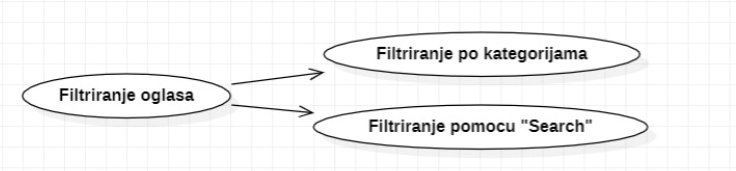 Filtriranje po kategorijama
Filtriranje oglasa
Filtriranje pomocu "Search"